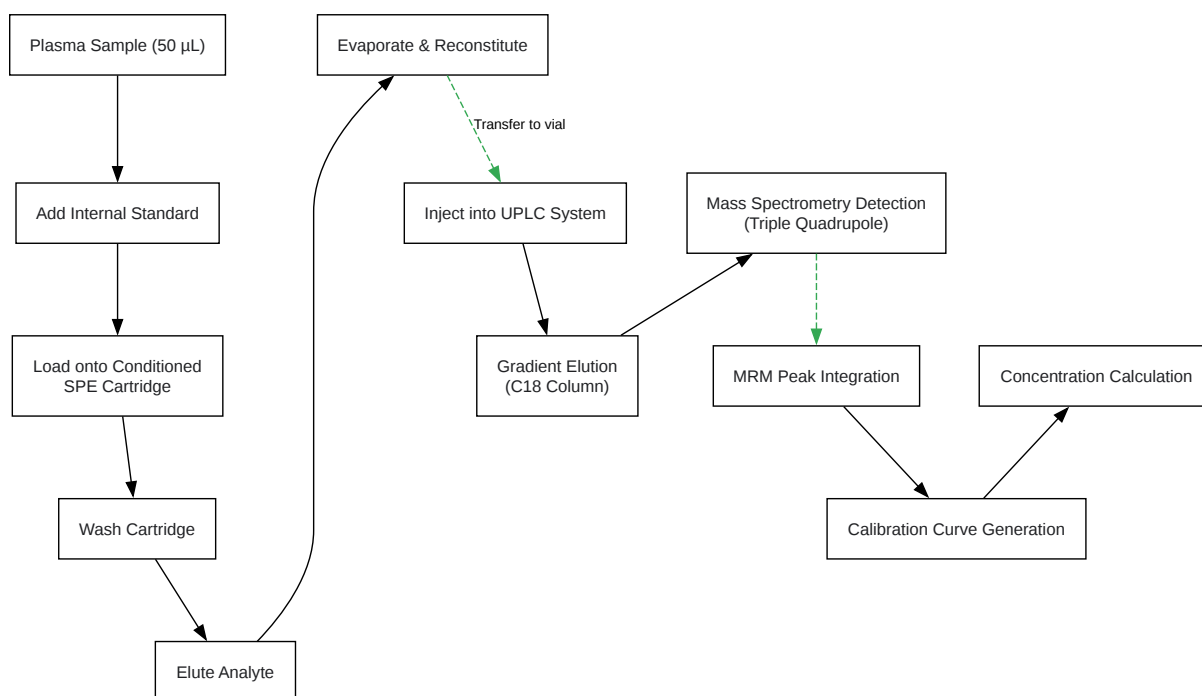 Plasma Sample (50 µL)
Add Internal Standard
Load onto Conditioned
SPE Cartridge
Wash Cartridge
Elute Analyte
Evaporate & Reconstitute
Transfer to vial
Inject into UPLC System
Gradient Elution
(C18 Column)
Mass Spectrometry Detection
(Triple Quadrupole)
MRM Peak Integration
Calibration Curve Generation
Concentration Calculation